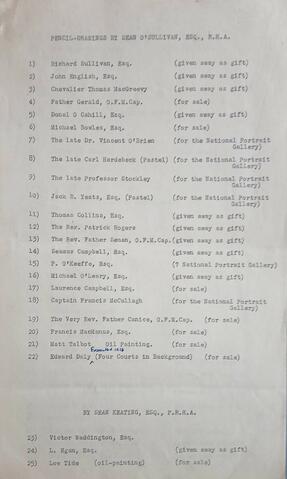 PENCIL-DRAWINGS BY SEAN O'SULLIVAN, ESQ., R.H.A.
1) Richard Sullivan, Esq. (given away as gift)
2) John English, Esq. (given away as gift)
3) Chevalier Thomas MacGreevy (given away as gift)
4) Father Gerald, O.F.M.Cap. (for sale)
5) Donal O Cahill, Esq. (given away as gift)
6) Michael Bowles, Esq. (for sale)
7) The late Dr. Vincent O'Brien (for the National Portrait
Gallery)
8) The late Carl Hardebeck (Pastel) (for the National Portrait
Gallery)
9) The late Professor Stockley (for the National Portrait
Gallery)
10) Jack B. Yeats, Esq. (Pastel) (for the National Portrait
Gallery)
11) Thomas Collins, Esq. (given away as gift)
12) The Rev. Patrick Rogers (given away as gift)
13) The Rev. Father Senan, O.F.M.Cap. (given away as gift)
14) Seamus Campbell, Esq. (given away as gift)
15) P. O'Keeffe, Esq. (? National Gallery)
16) Michael O'Leary, Esq. (given away as gift)
17) Laurence Campbell, Esq. (for sale)
18) Captain Francis McCullagh (for the National Portrait
Gallery)
19) The Very Rev. Father Canice, O.F.M.Cap. (for sale)
20) Francis MacManus, Esq. (for sale)
21) Matt Talbot Oil Painting. (for sale)
Executed 1916
22) Edward Daly (Four Courts in Background) (for sale)
BY SEAN KEATING, ESQ., P.R.H.A.
23) Victor Waddington, Esq.
24) L. Egan, Esq. (given away as gift)
25) Low Tide (oil-painting) (for sale)